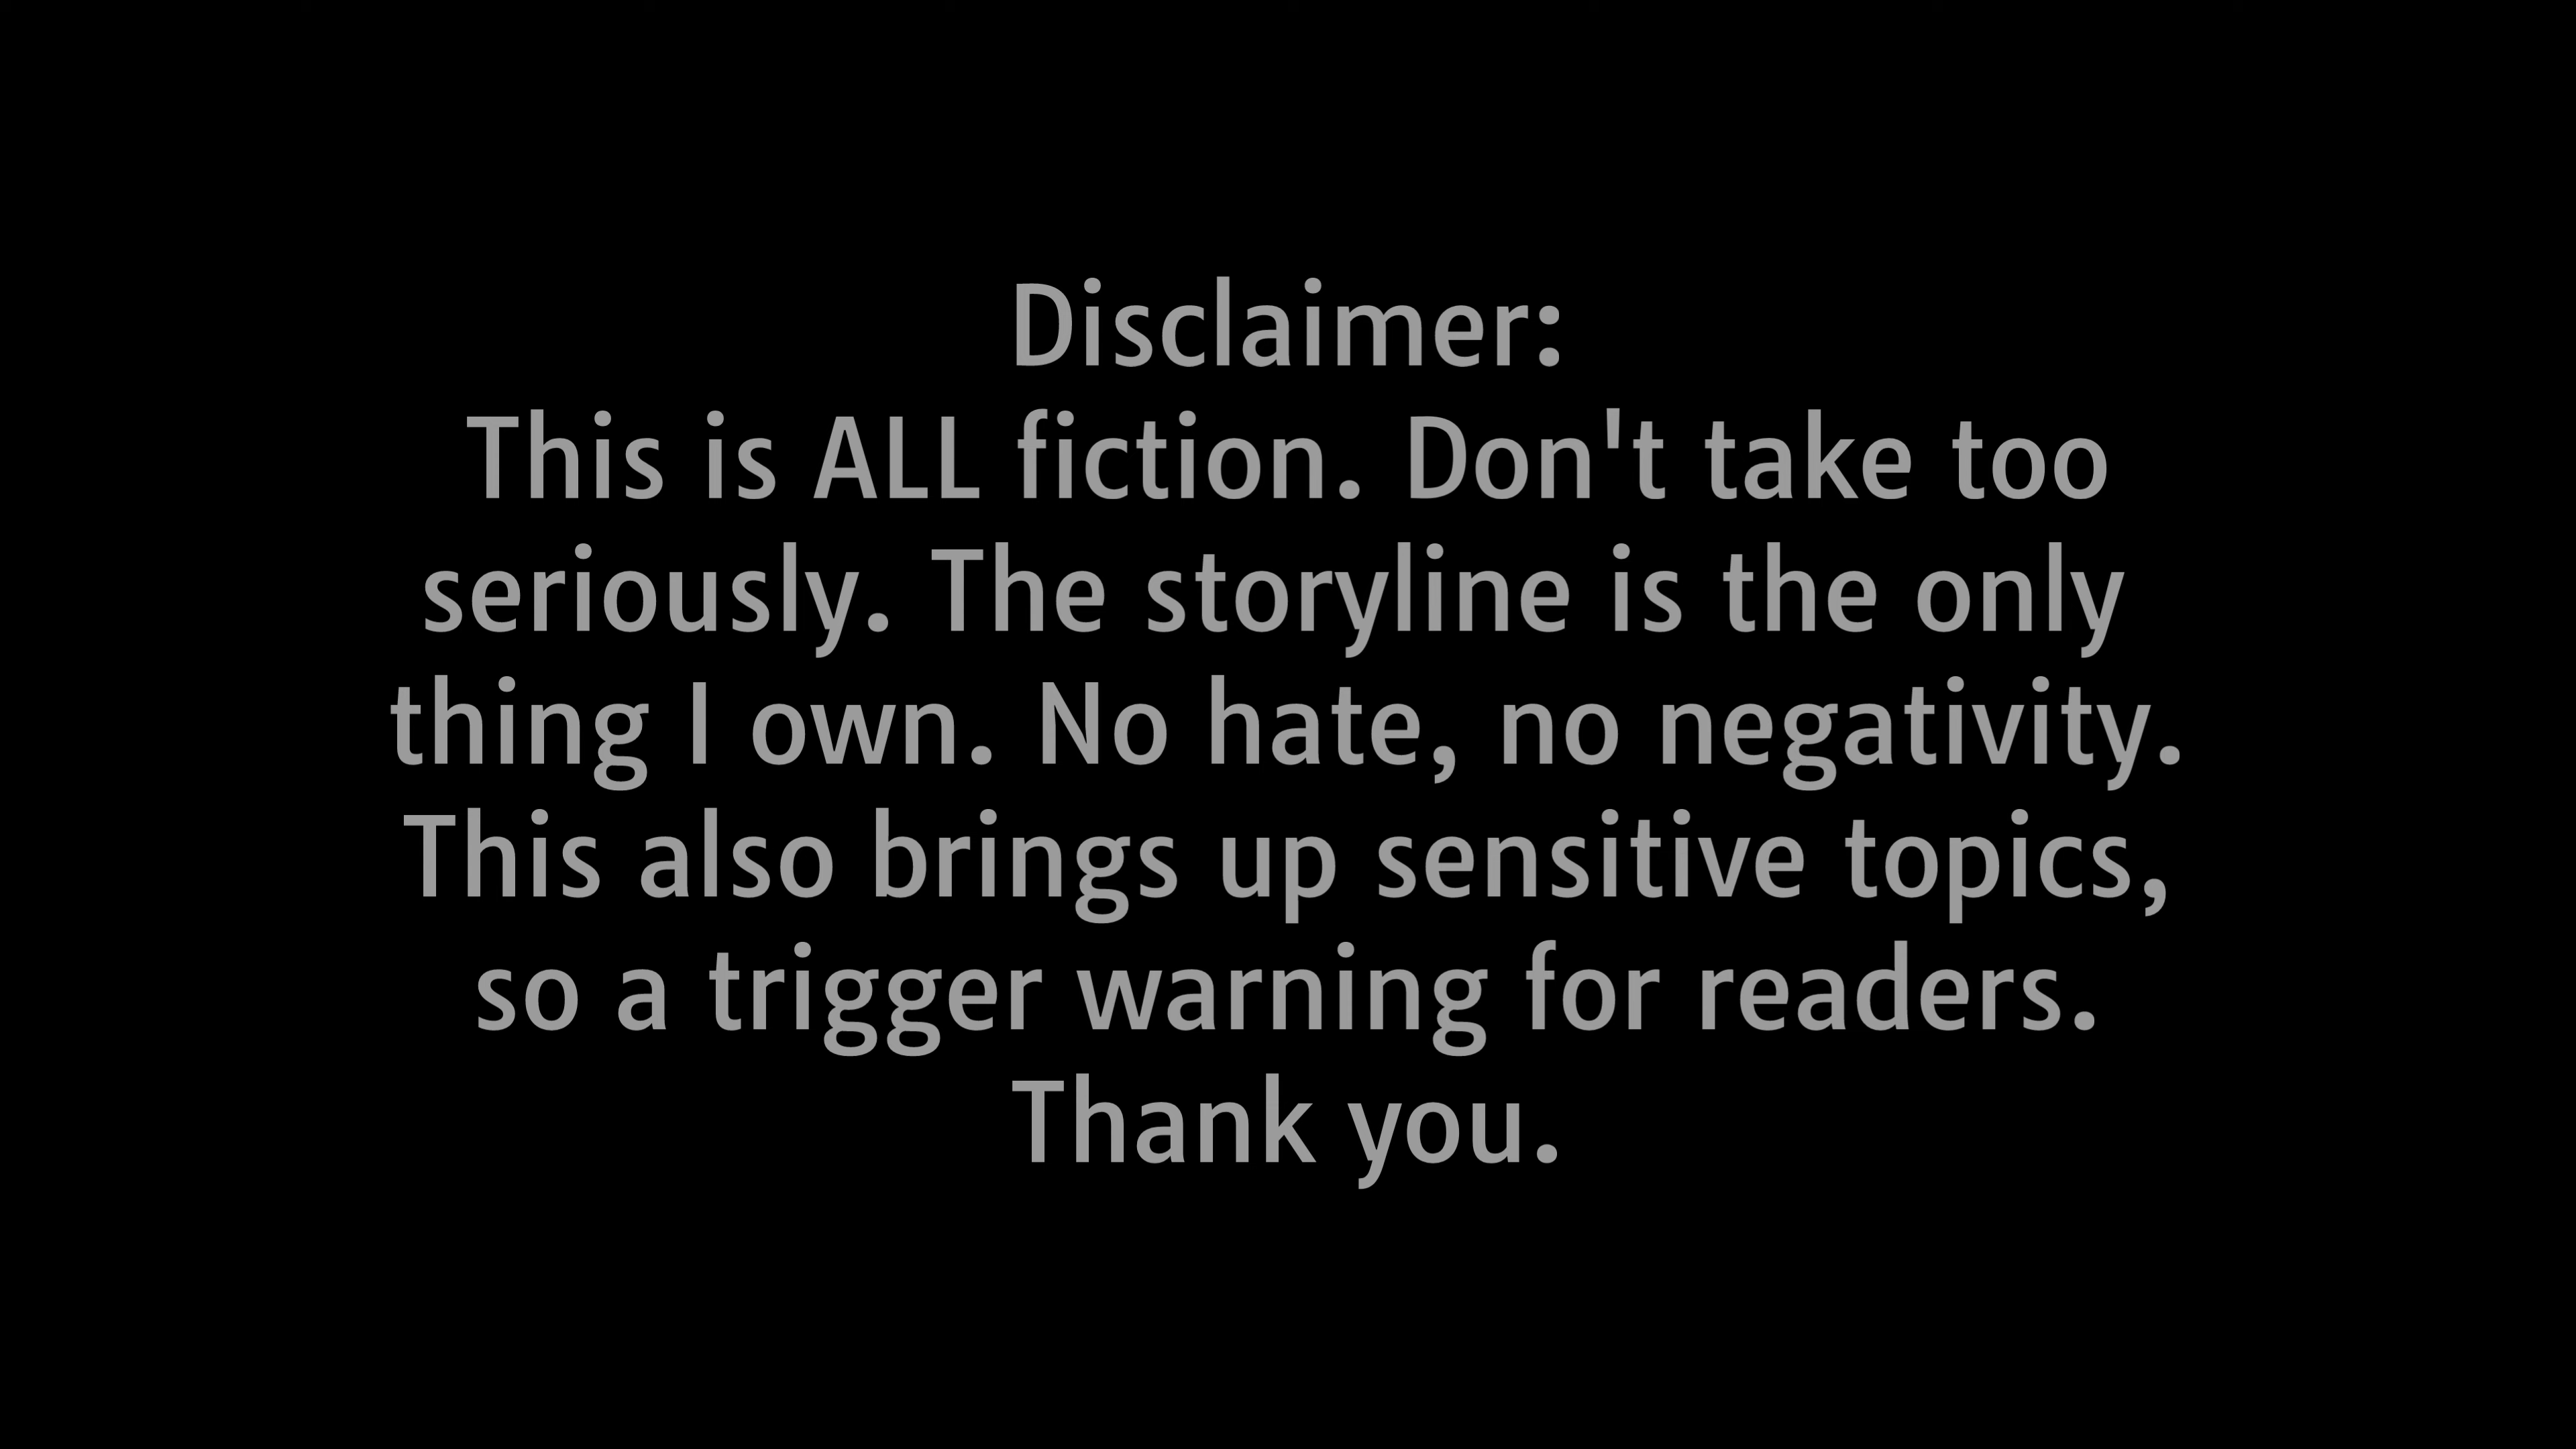 Disclaimer:
This is ALL fiction. Don't take too
seriously. The storyline is the only
thing I own. No hate, no negativity.
This also brings up sensitive topics,
so a trigger warning for readers.
Thank you.